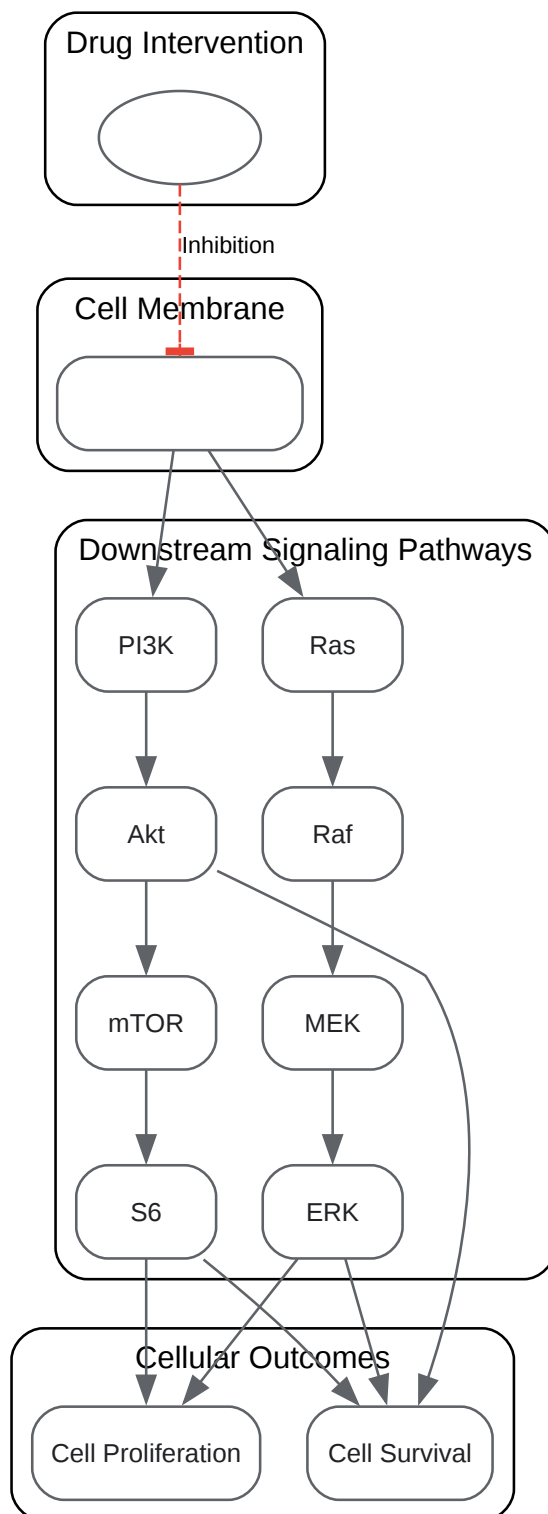 Drug Intervention
Inhibition
Cell Membrane
Downstream Signaling Pathways
PI3K
Ras
Akt
Raf
mTOR
MEK
S6
ERK
Cellular Outcomes
Cell Proliferation
Cell Survival